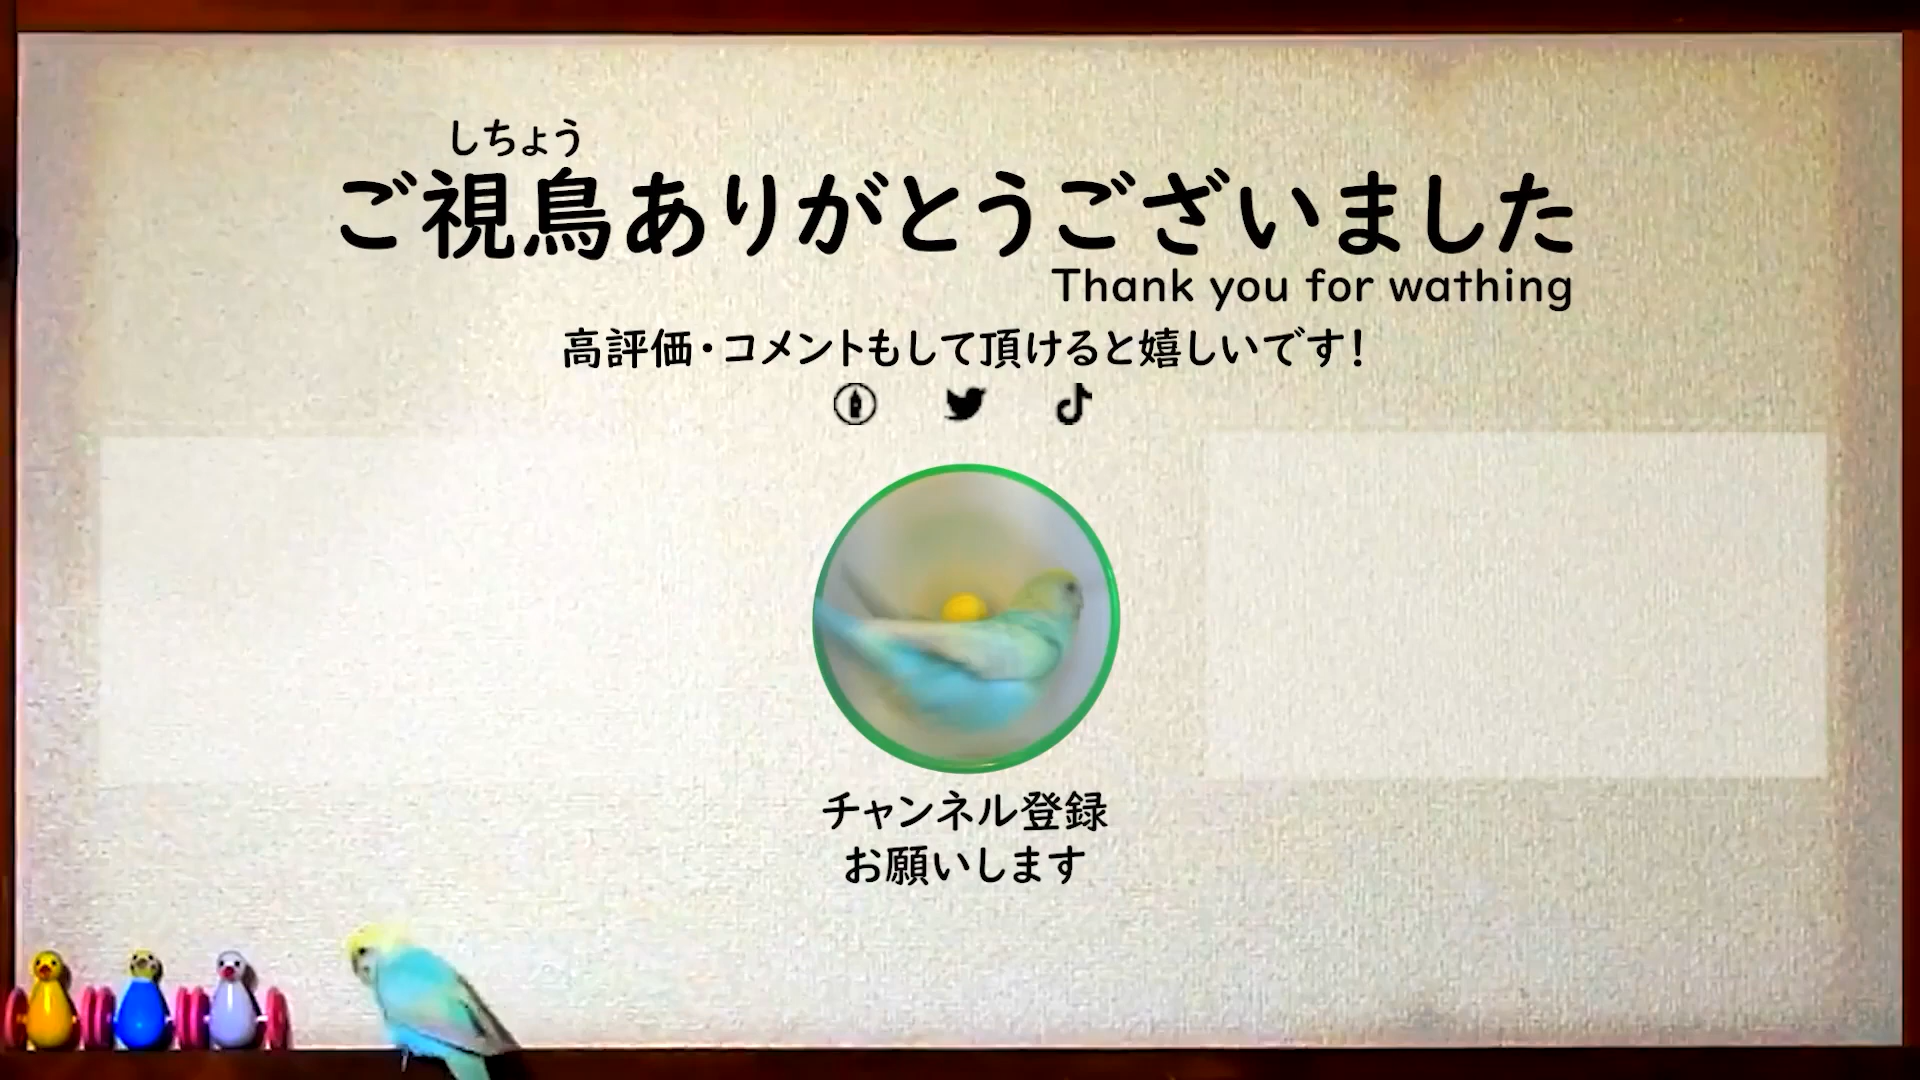 しちょう
ご視鳥ありがとうございました
Thank you for wathing
高評価・コメントもして頂けると嬉しいです！
チャンネル登録
お願いします